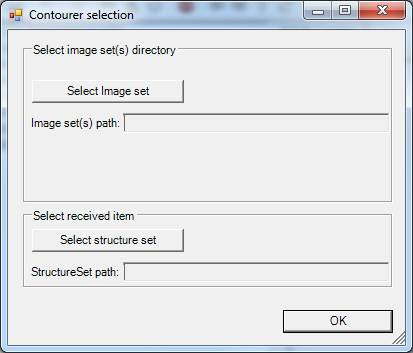 Contourer selection
Select image set(s) directory
Select Image set
Image set(s) path:
Select received item
Select structure set
StructureSet path:
OK